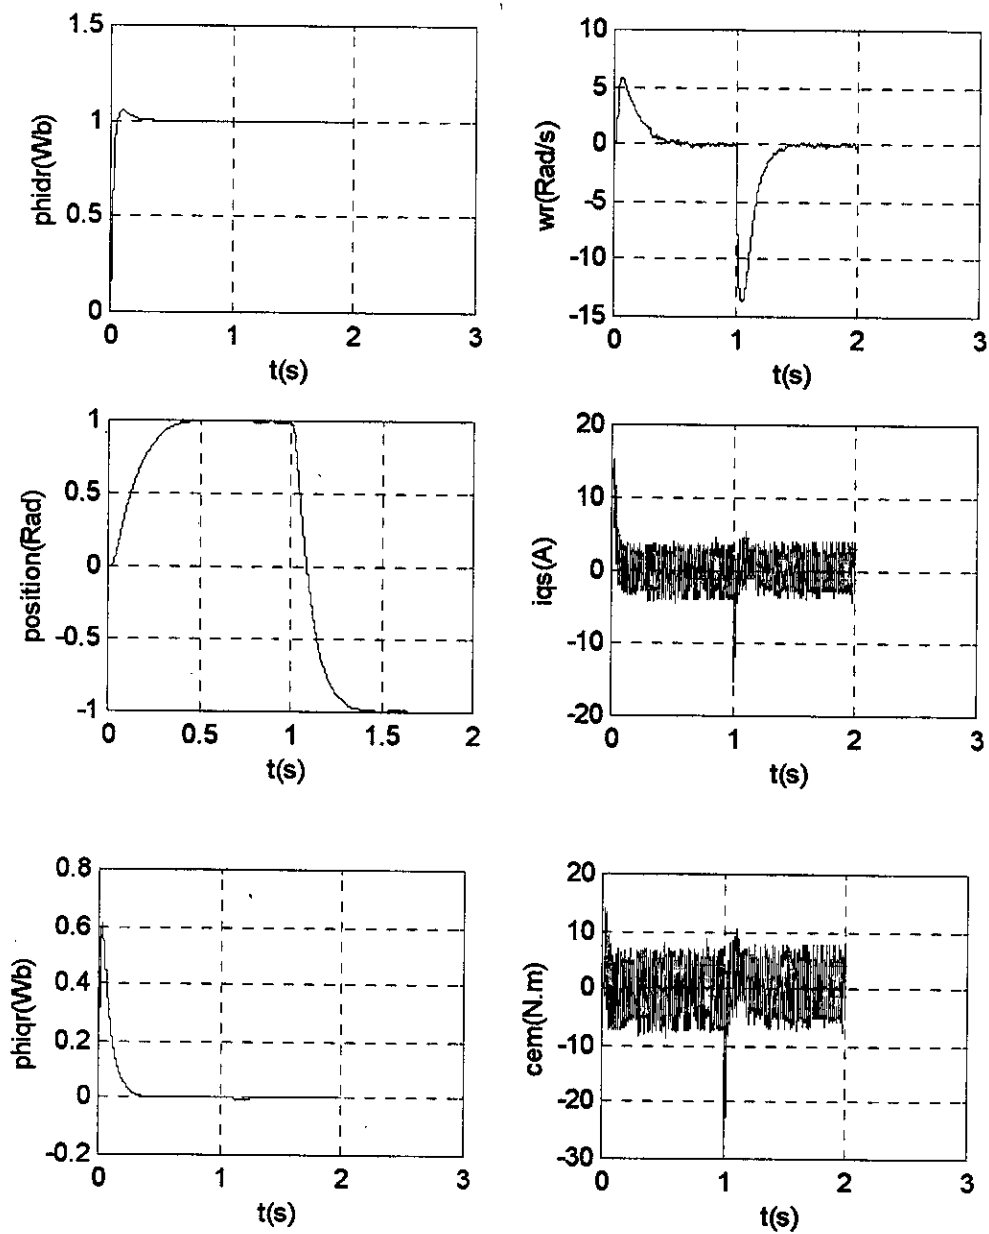 phidr(Wb)
1.5
1
0.5
0
0 1 2 3
t(s)
wr(Rad/s)
10
5
0
-5
-10
-15
0 1 2 3
t(s)
position(Rad)
1
0.5
0
-0.5
-1
0 0.5 1 1.5 2
t(s)
iqs(A)
20
10
0
-10
-20
0 1 2 3
t(s)
phiqr(Wb)
0.8
0.6
0.4
0.2
0
-0.2
0 1 2 3
t(s)
cem(N.m)
20
10
0
-10
-20
-30
0 1 2 3
t(s)